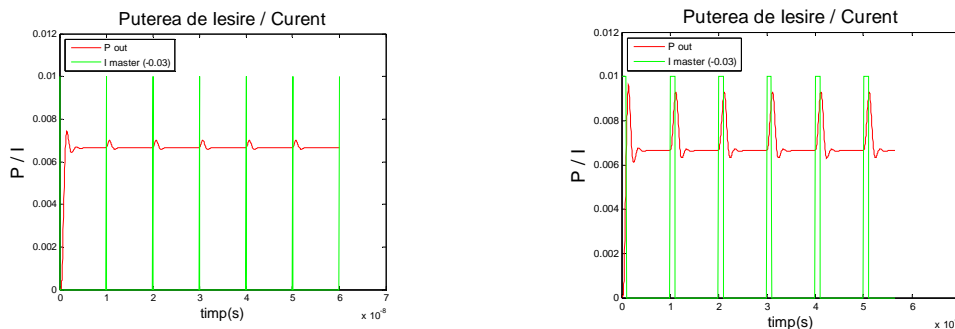 Puterea de Iesire / Curent
0.012
0.01
0.008
0.006
0.004
0.002
0
P / I
P out
I master (-0.03)
0 1 2 3 4 5 6 7
timp(s)
x 10⁻⁸
Puterea de Iesire / Curent
0.012
0.01
0.008
0.006
0.004
0.002
0
P / I
P out
I master (-0.03)
0 1 2 3 4 5 6
timp(s)
x 10